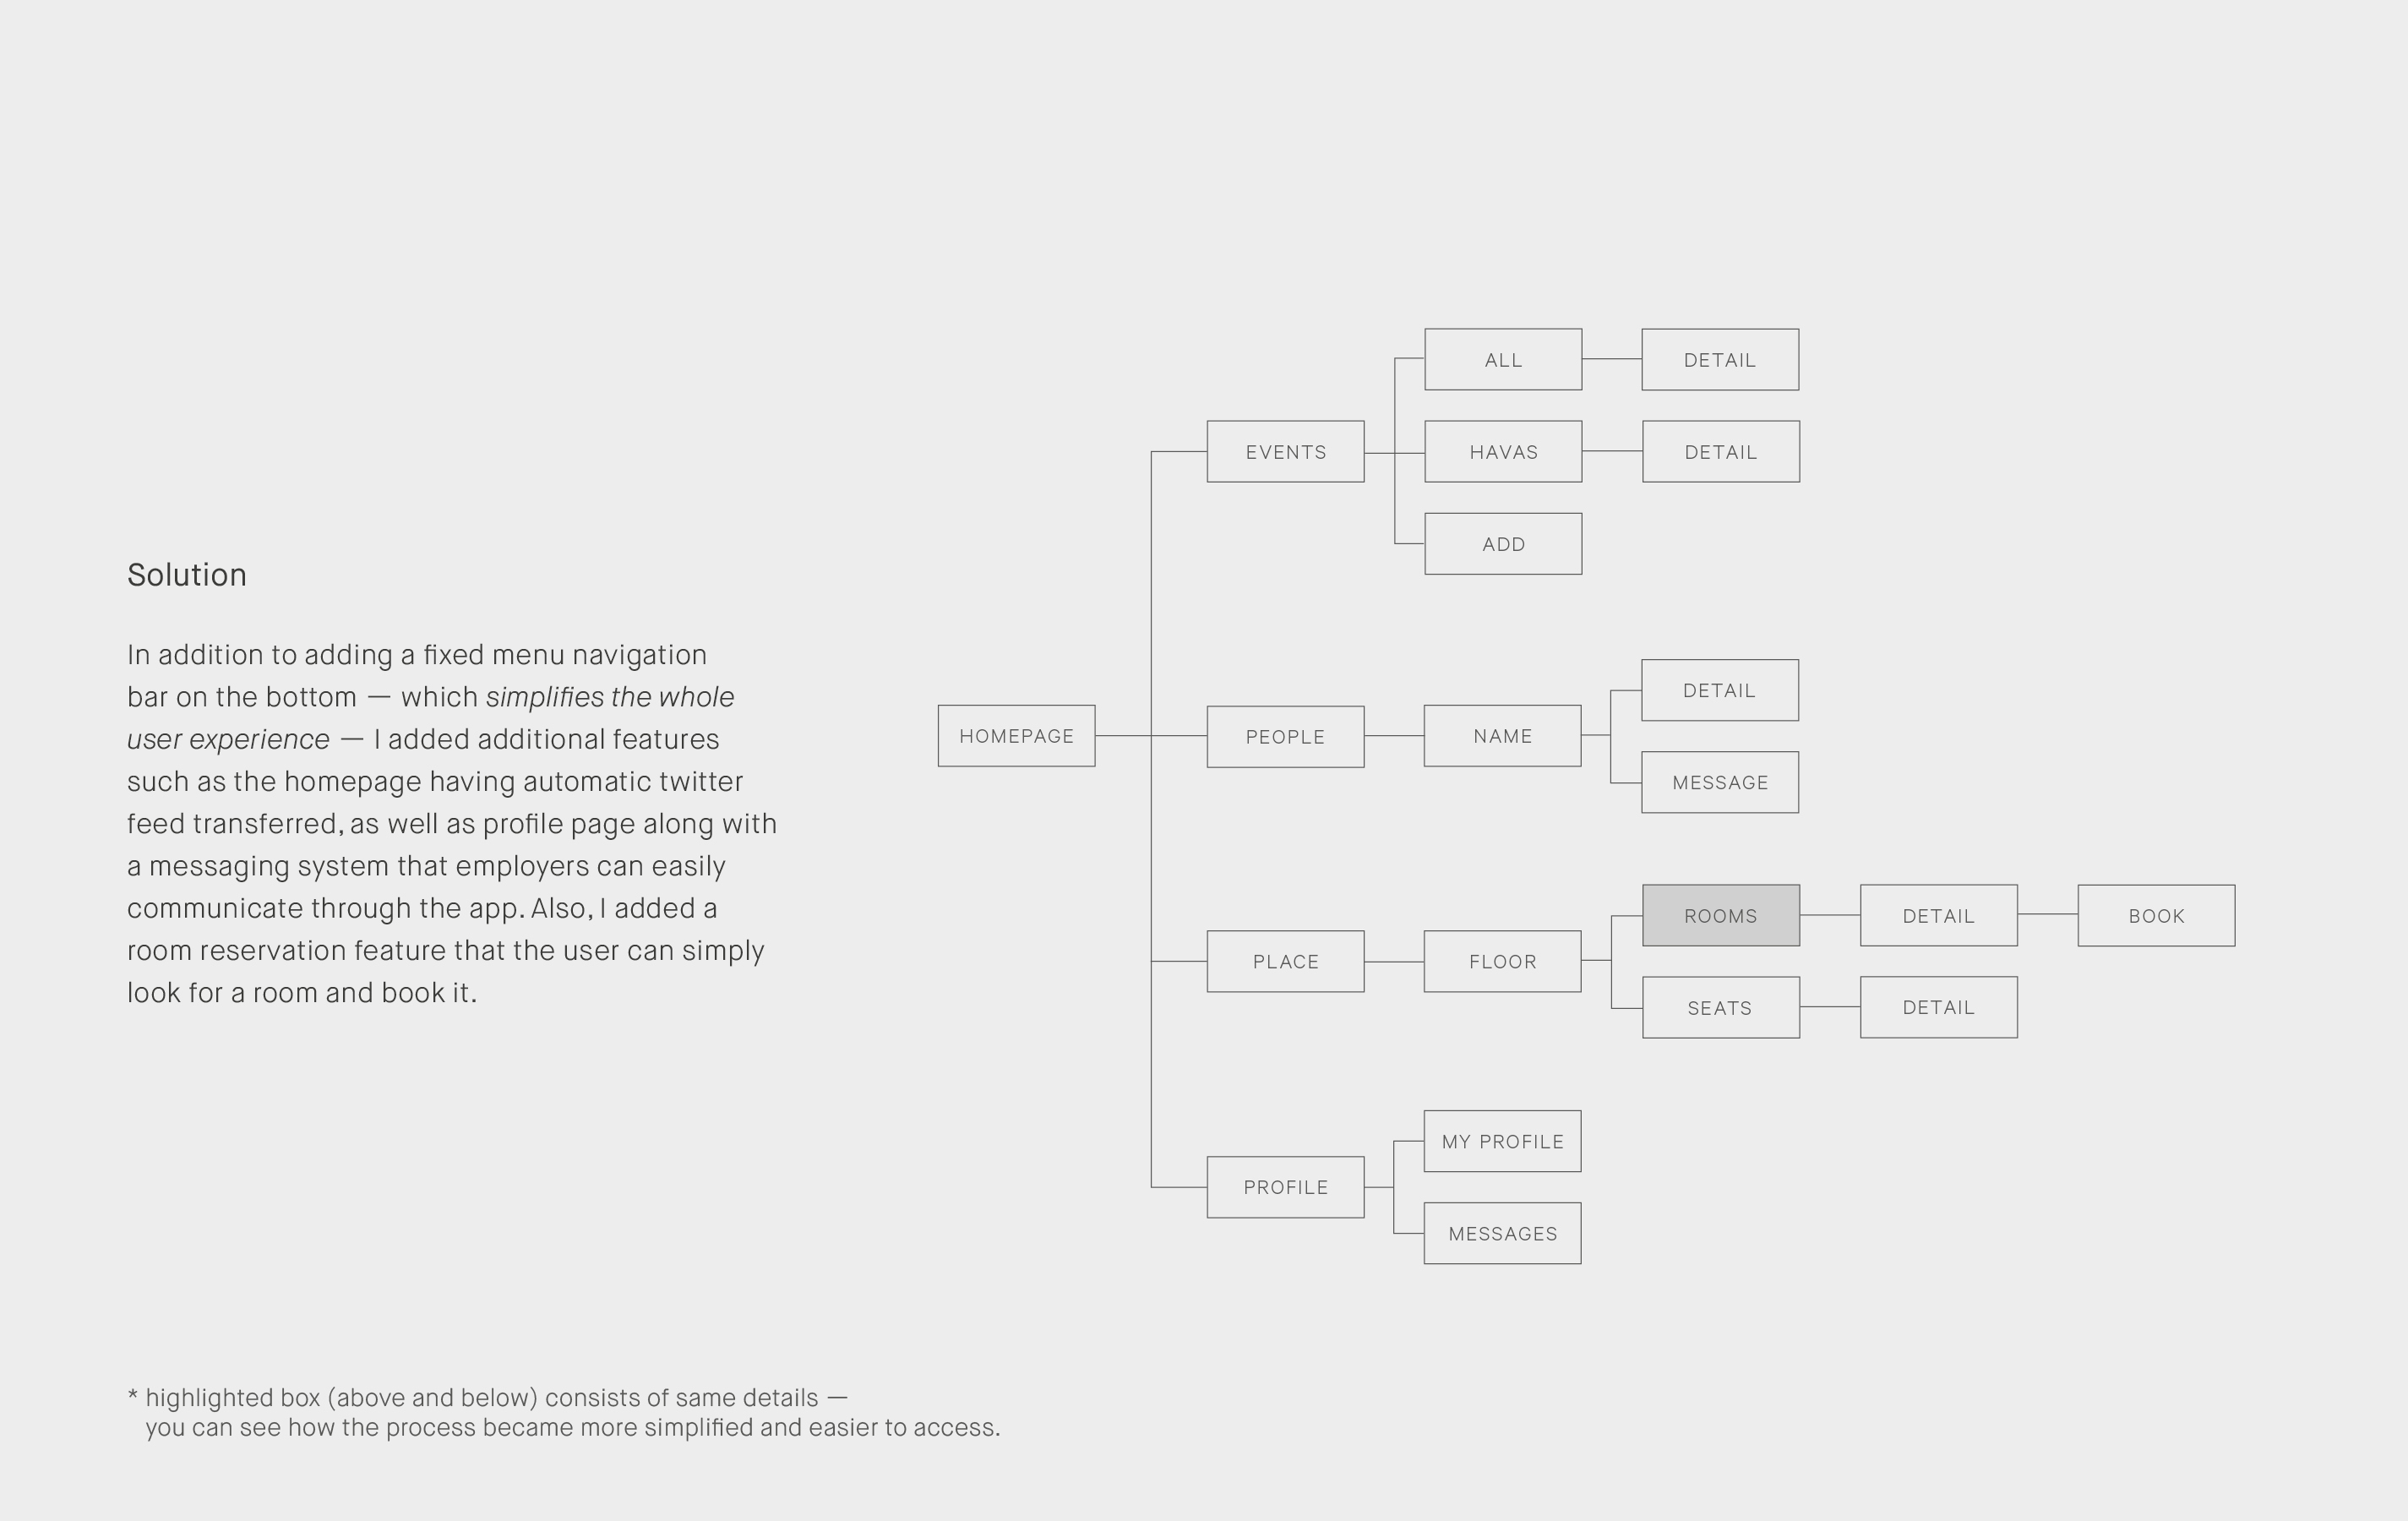 Solution
In addition to adding a fixed menu navigation
bar on the bottom — which simplifies the whole
user experience — I added additional features
such as the homepage having automatic twitter
feed transferred, as well as profile page along with
a messaging system that employers can easily
communicate through the app. Also, I added a
room reservation feature that the user can simply
look for a room and book it.
HOMEPAGE
EVENTS
ALL
DETAIL
HAVAS
DETAIL
ADD
PEOPLE
NAME
DETAIL
MESSAGE
PLACE
FLOOR
ROOMS
DETAIL
BOOK
SEATS
DETAIL
PROFILE
MY PROFILE
MESSAGES
* highlighted box (above and below) consists of same details —
you can see how the process became more simplified and easier to access.